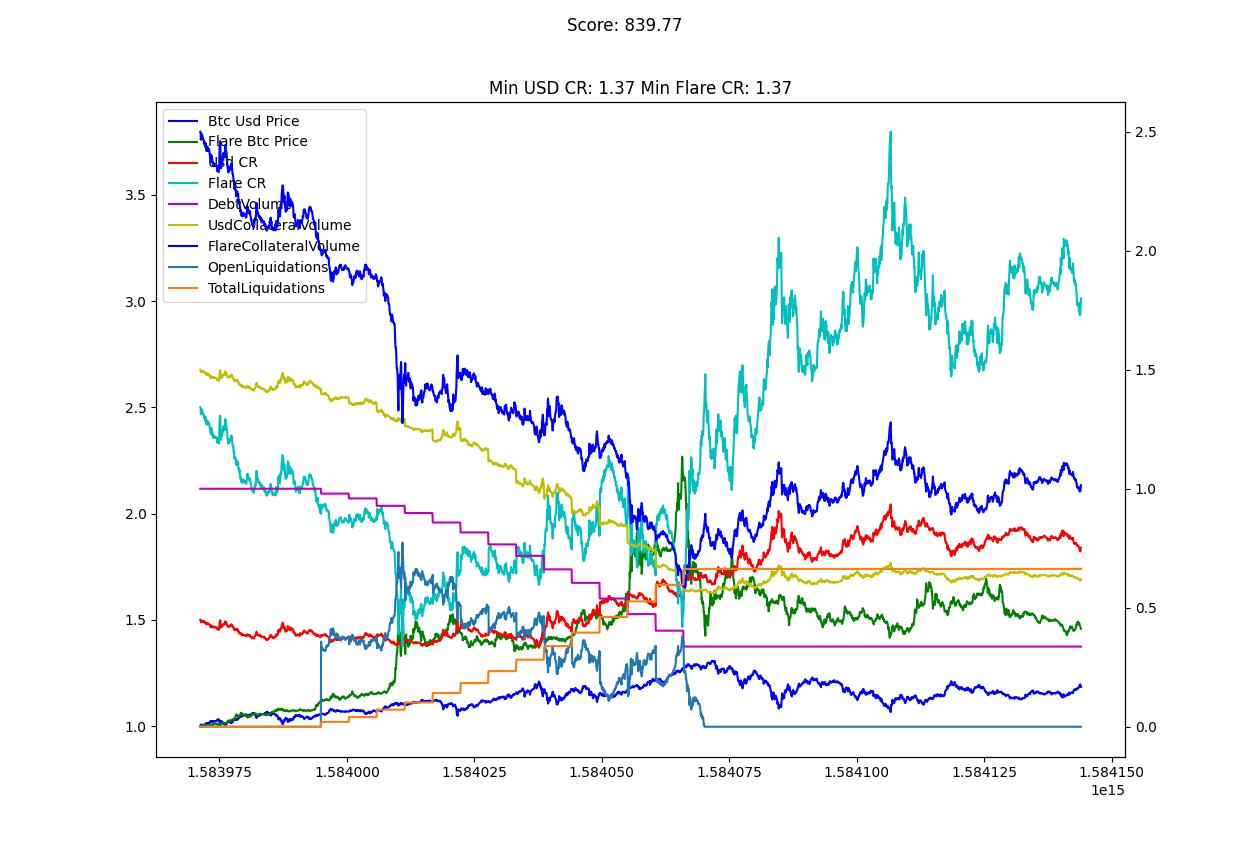 Score: 839.77
Min USD CR: 1.37 Min Flare CR: 1.37
Btc Usd Price
Flare Btc Price
Usd CR
Flare CR
DebtVolume
UsdCollateralVolume
FlareCollateralVolume
OpenLiquidations
TotalLiquidations
3.5
3.0
2.5
2.0
1.5
1.0
2.5
2.0
1.5
1.0
0.5
0.0
1.583975
1.584000
1.584025
1.584050
1.584075
1.584100
1.584125
1.584150
1e15